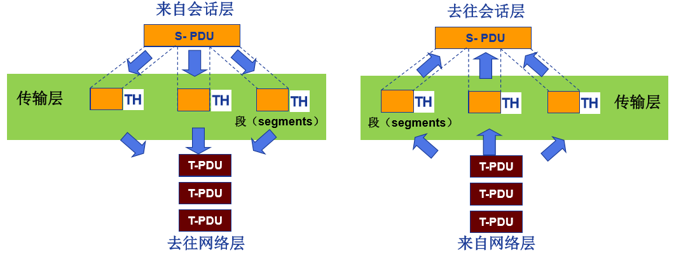 来自会话层
S- PDU
传输层
TH
TH
TH
段（segments）
T-PDU
T-PDU
T-PDU
去往网络层
去往会话层
S- PDU
TH
TH
TH
传输层
段（segments）
T-PDU
T-PDU
T-PDU
来自网络层